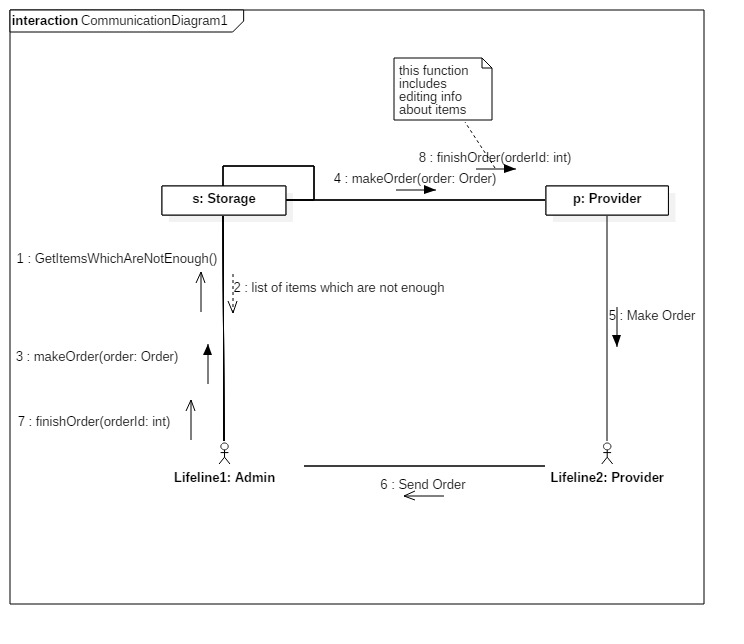 interaction CommunicationDiagram1
this function
includes
editing info
about items
8 : finishOrder(orderId: int)
4 : makeOrder(order: Order)
s: Storage
p: Provider
1 : GetItemsWhichAreNotEnough()
2 : list of items which are not enough
5 : Make Order
3 : makeOrder(order: Order)
7 : finishOrder(orderId: int)
Lifeline1: Admin
Lifeline2: Provider
6 : Send Order